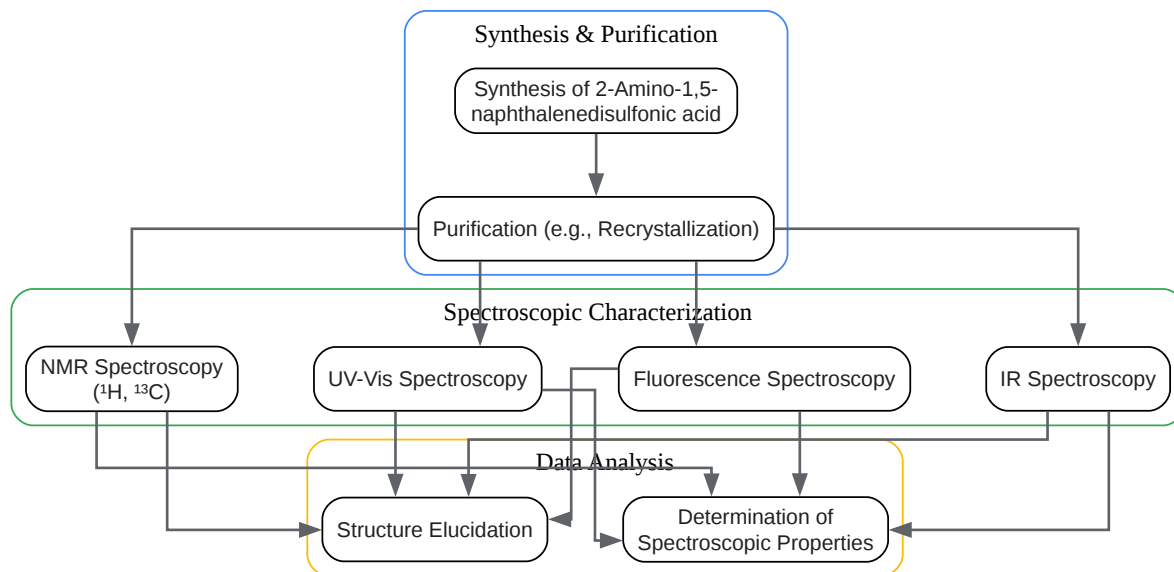 Synthesis & Purification
Synthesis of 2-Amino-1,5-
naphthalenedisulfonic acid
Purification (e.g., Recrystallization)
Spectroscopic Characterization
NMR Spectroscopy
(¹H, ¹³C)
UV-Vis Spectroscopy
Fluorescence Spectroscopy
IR Spectroscopy
Data Analysis
Structure Elucidation
Determination of
Spectroscopic Properties